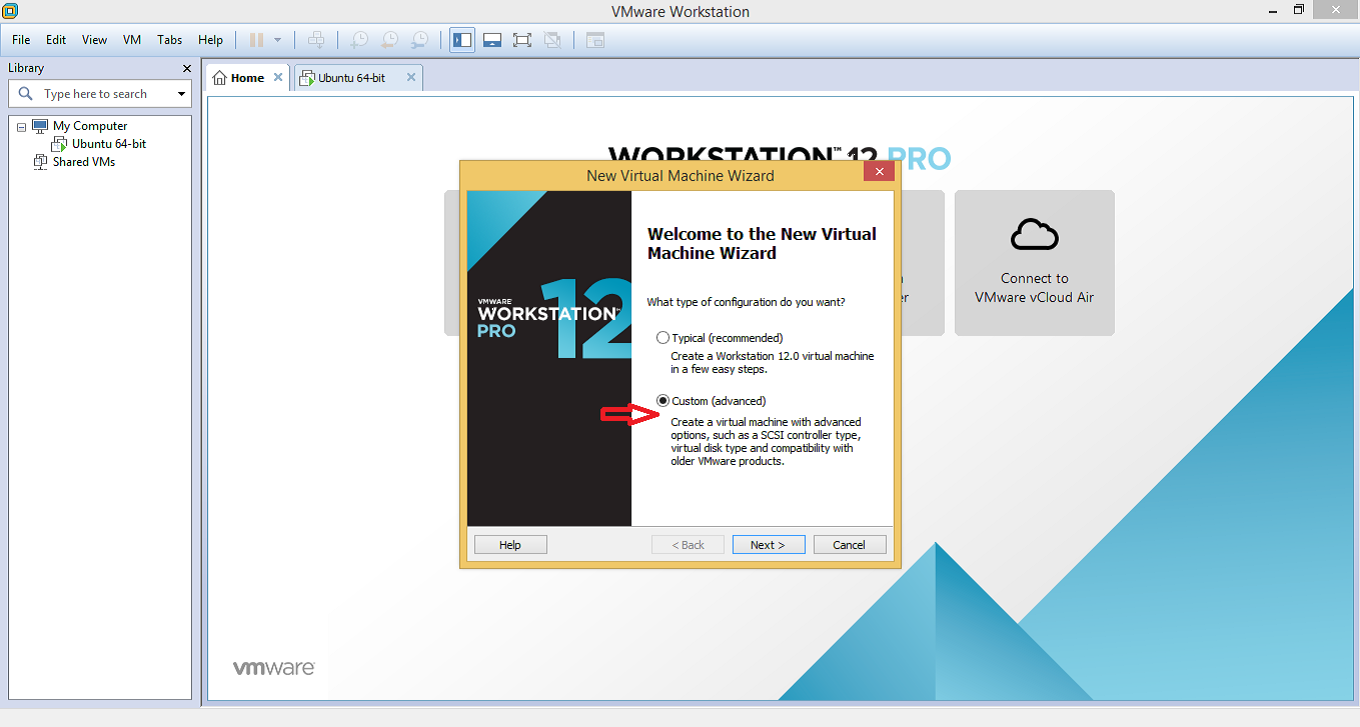 VMware Workstation
File Edit View VM Tabs Help
Library
Type here to search
My Computer
Ubuntu 64-bit
Shared VMs
Home
Ubuntu 64-bit
WORKSTATION™ 12 PRO
New Virtual Machine Wizard
VMWARE
WORKSTATION™
PRO
12
Welcome to the New Virtual
Machine Wizard
What type of configuration do you want?
Typical (recommended)
Create a Workstation 12.0 virtual machine
in a few easy steps.
Custom (advanced)
Create a virtual machine with advanced
options, such as a SCSI controller type,
virtual disk type and compatibility with
older VMware products.
Help
< Back
Next >
Cancel
Connect to
VMware vCloud Air
vmware